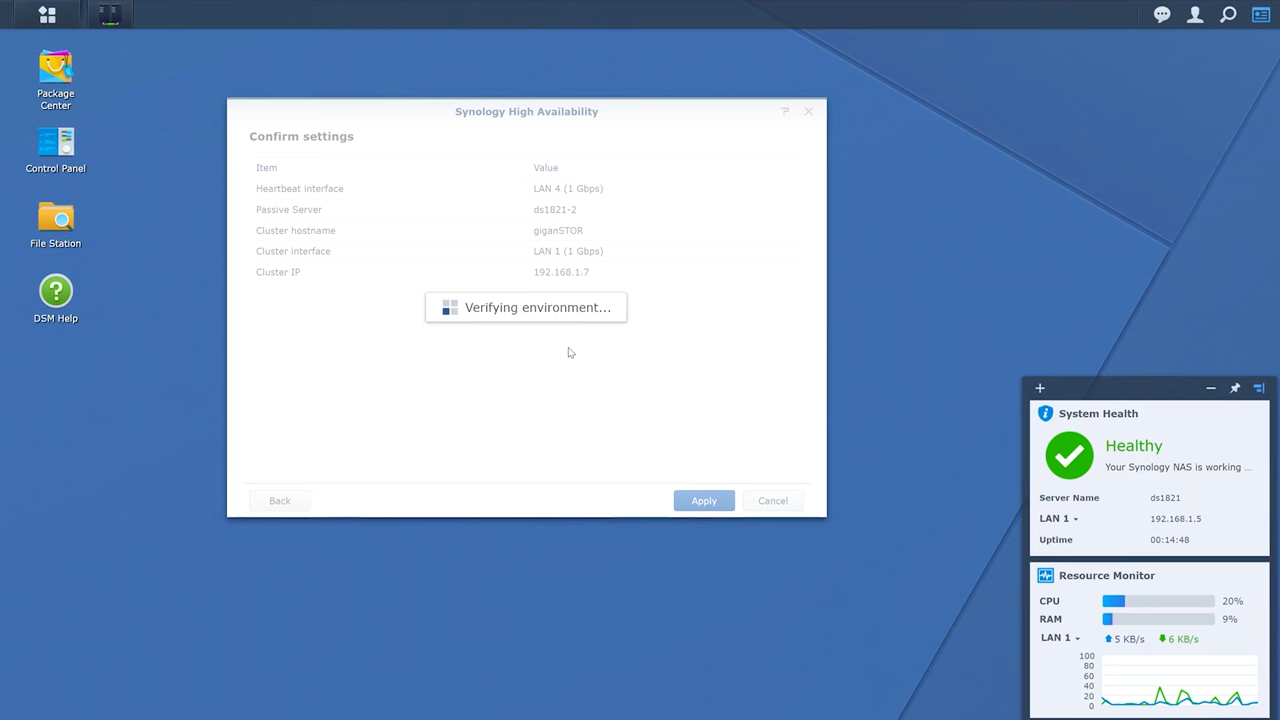 Package
Center
Control Panel
File Station
DSM Help
Synology High Availability
Confirm settings
Item Value
Heartbeat interface LAN 4 (1 Gbps)
Passive Server ds1821-2
Cluster hostname giganSTOR
Cluster interface LAN 1 (1 Gbps)
Cluster IP 192.168.1.7
Verifying environment...
Back Apply Cancel
System Health
Healthy
Your Synology NAS is working ...
Server Name ds1821
LAN 1 192.168.1.5
Uptime 00:14:48
Resource Monitor
CPU 20%
RAM 9%
LAN 1 5 KB/s 6 KB/s
100
80
60
40
20
0